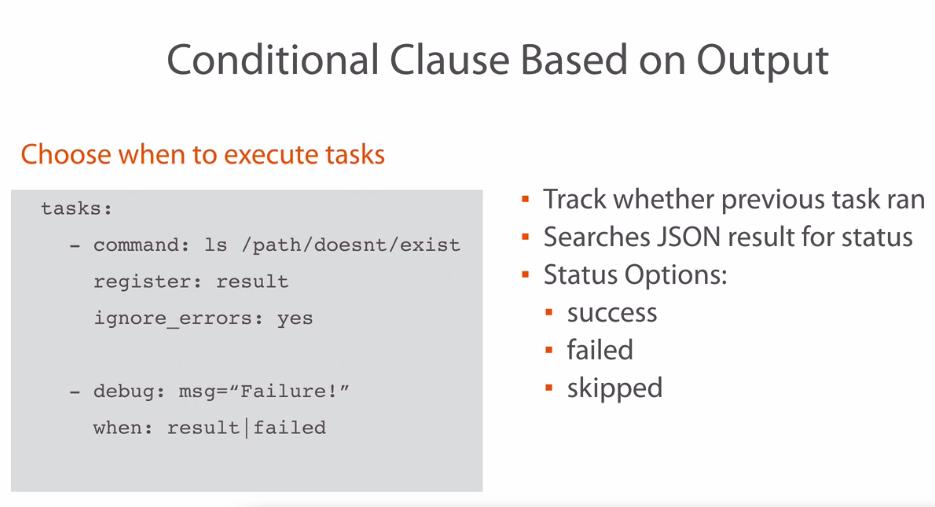 Conditional Clause Based on Output
Choose when to execute tasks
tasks:
- command: ls /path/doesnt/exist
register: result
ignore_errors: yes
- debug: msg=“Failure!”
when: result|failed
▪ Track whether previous task ran
▪ Searches JSON result for status
▪ Status Options:
▪ success
▪ failed
▪ skipped